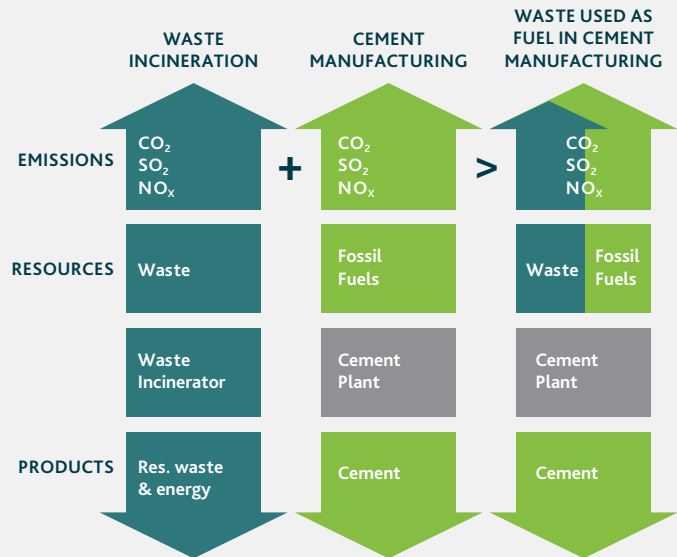 WASTE
INCINERATION
CEMENT
MANUFACTURING
WASTE USED AS
FUEL IN CEMENT
MANUFACTURING
EMISSIONS
CO₂
SO₂
NOₓ
+
CO₂
SO₂
NOₓ
>
CO₂
SO₂
NOₓ
RESOURCES
Waste
Fossil
Fuels
Waste
Fossil
Fuels
Waste
Incinerator
Cement
Plant
Cement
Plant
PRODUCTS
Res. waste
& energy
Cement
Cement